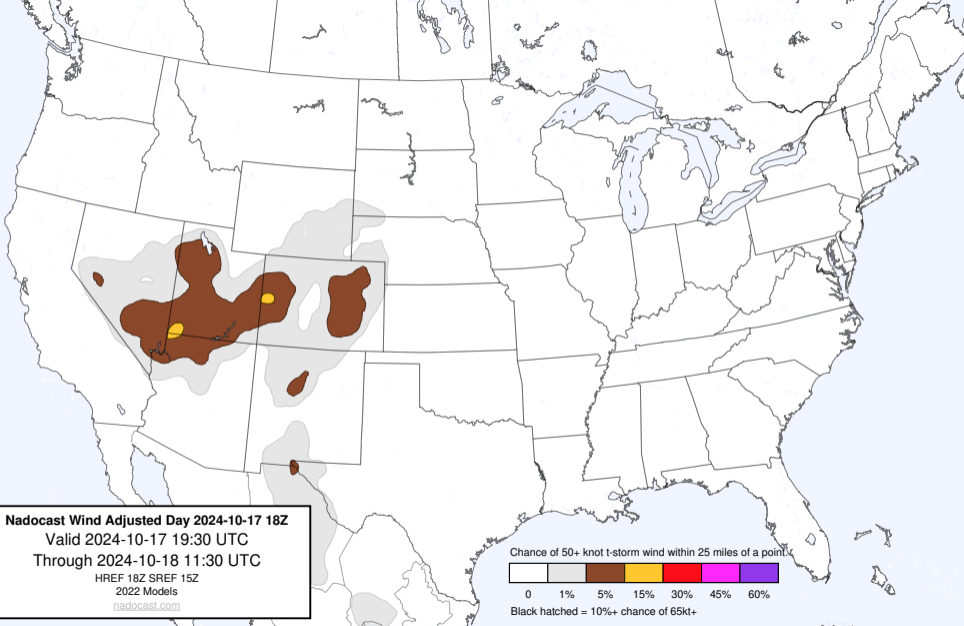 Nadocast Wind Adjusted Day 2024-10-17 18Z
Valid 2024-10-17 19:30 UTC
Through 2024-10-18 11:30 UTC
HREF 18Z SREF 15Z
2022 Models
nadocast.com
Chance of 50+ knot t-storm wind within 25 miles of a point.
0 1% 5% 15% 30% 45% 60%
Black hatched = 10%+ chance of 65kt+